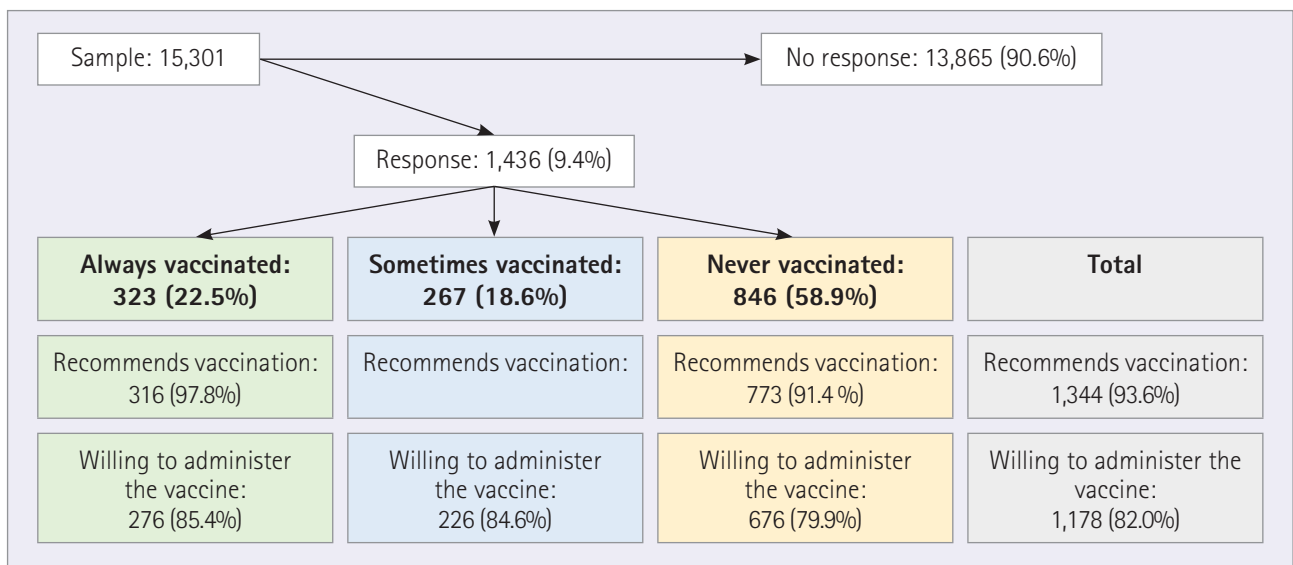 Sample: 15,301
No response: 13,865 (90.6%)
Response: 1,436 (9.4%)
Always vaccinated:
323 (22.5%)
Sometimes vaccinated:
267 (18.6%)
Never vaccinated:
846 (58.9%)
Total
Recommends vaccination:
316 (97.8%)
Recommends vaccination:
Recommends vaccination:
773 (91.4 %)
Recommends vaccination:
1,344 (93.6%)
Willing to administer
the vaccine:
276 (85.4%)
Willing to administer
the vaccine:
226 (84.6%)
Willing to administer
the vaccine:
676 (79.9%)
Willing to administer the
vaccine:
1,178 (82.0%)